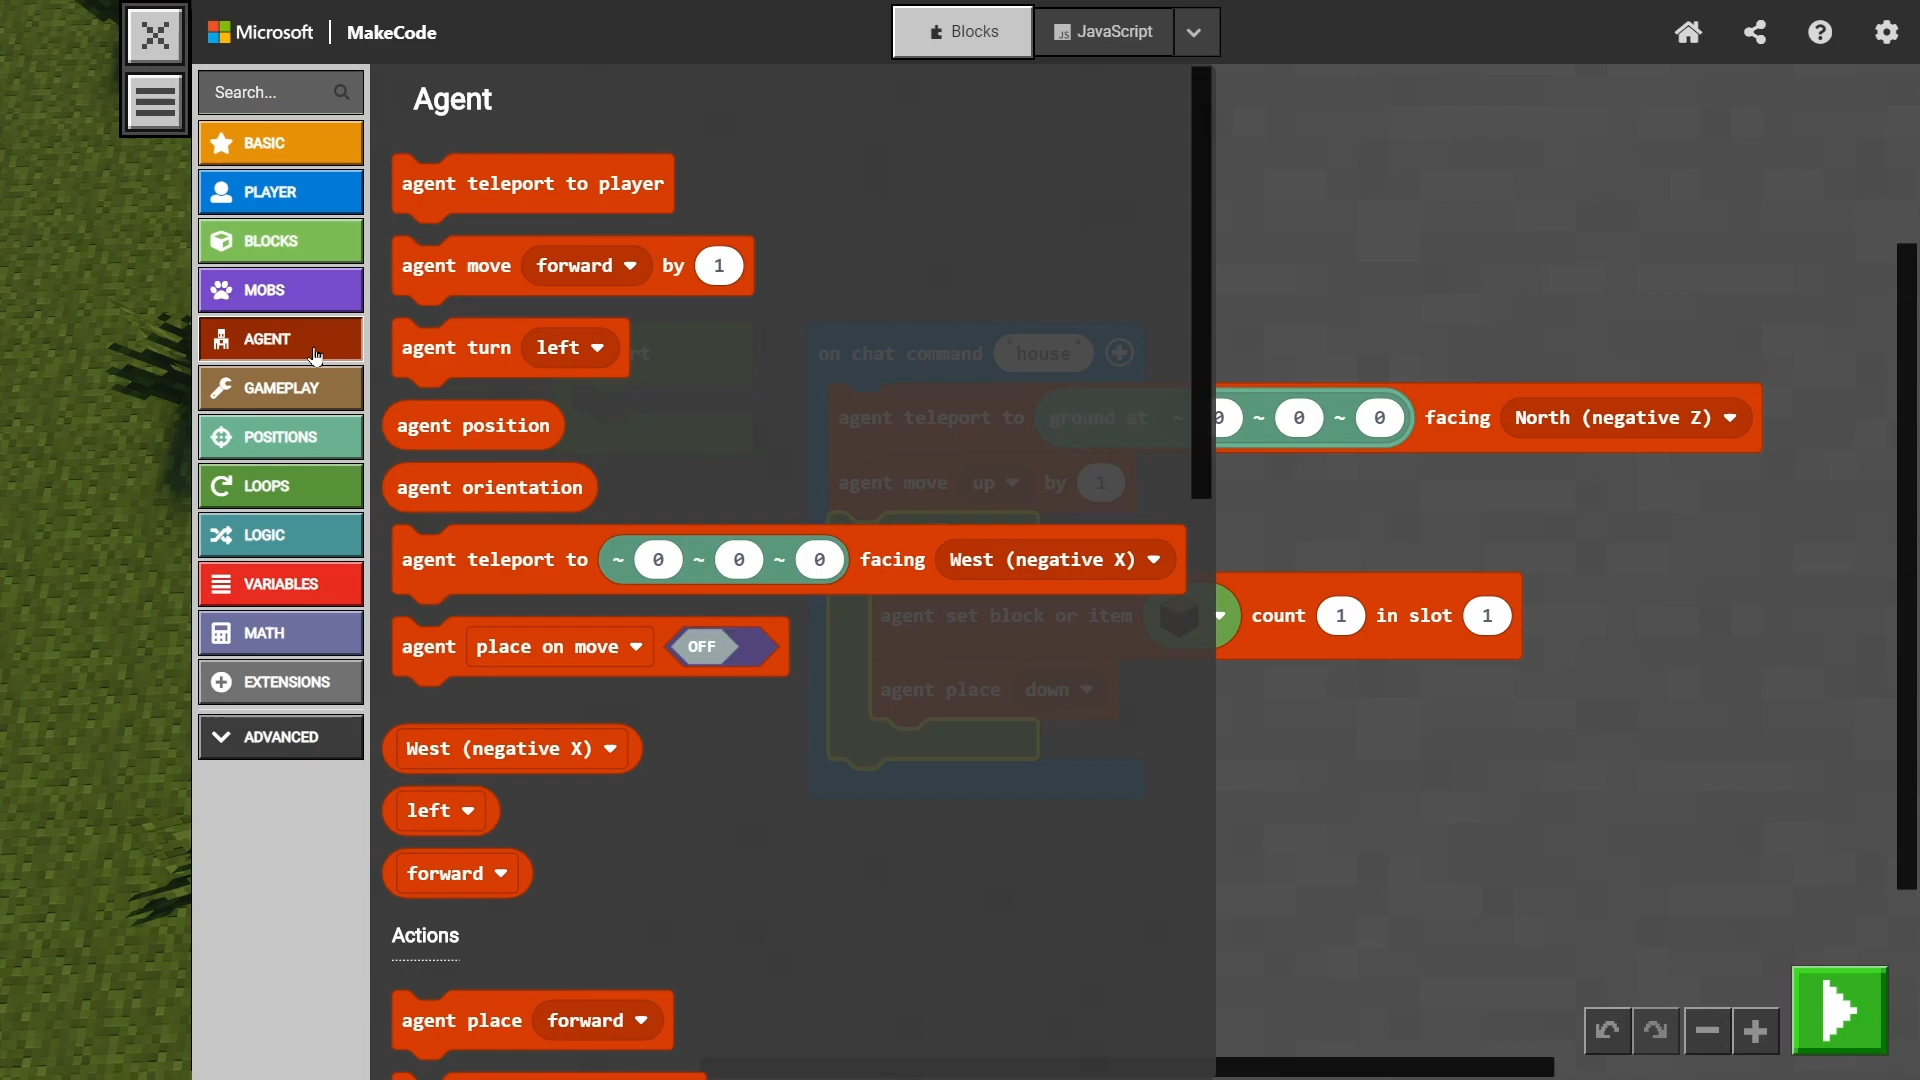 Microsoft | MakeCode
Blocks
JS JavaScript
Search...
BASIC
PLAYER
BLOCKS
MOBS
AGENT
GAMEPLAY
POSITIONS
LOOPS
LOGIC
VARIABLES
MATH
EXTENSIONS
ADVANCED
Agent
agent teleport to player
agent move forward by 1
agent turn left
agent position
agent orientation
agent teleport to ~ 0 ~ 0 ~ 0 facing West (negative X)
agent place on move OFF
West (negative X)
left
forward
Actions
agent place forward
on chat command "house"
agent teleport to ground at ~ 0 ~ 0 ~ 0 facing North (negative Z)
agent move up by 1
agent set block or item count 1 in slot 1
agent place down